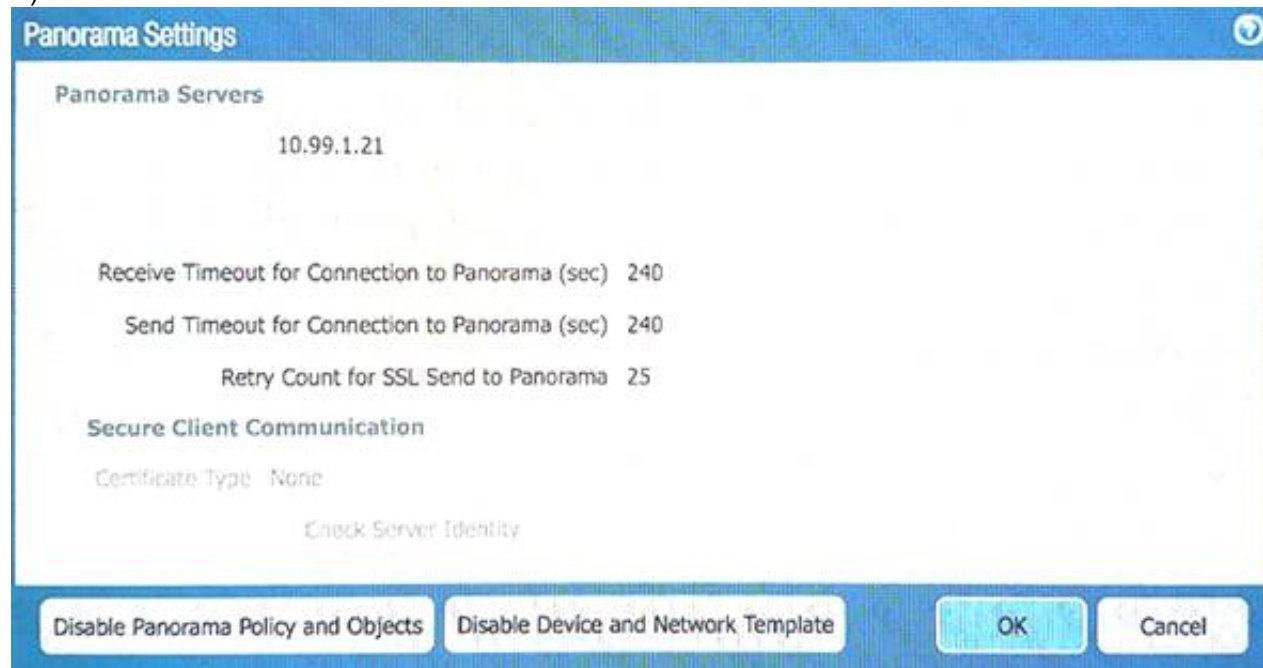 Panorama Settings
Panorama Servers
10.99.1.21
Receive Timeout for Connection to Panorama (sec) 240
Send Timeout for Connection to Panorama (sec) 240
Retry Count for SSL Send to Panorama 25
Secure Client Communication
Certificate Type None
Check Server Identity
Disable Panorama Policy and Objects Disable Device and Network Template OK Cancel